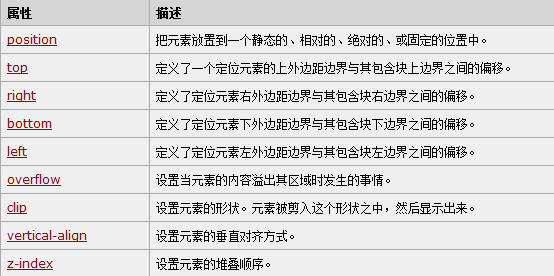 属性 描述
position 把元素放置到一个静态的、相对的、绝对的、或固定的位置中。
top 定义了一个定位元素的上外边距边界与其包含块上边界之间的偏移。
right 定义了定位元素右外边距边界与其包含块右边界之间的偏移。
bottom 定义了定位元素下外边距边界与其包含块下边界之间的偏移。
left 定义了定位元素左外边距边界与其包含块左边界之间的偏移。
overflow 设置当元素的内容溢出其区域时发生的事情。
clip 设置元素的形状。元素被剪入这个形状之中，然后显示出来。
vertical-align 设置元素的垂直对齐方式。
z-index 设置元素的堆叠顺序。